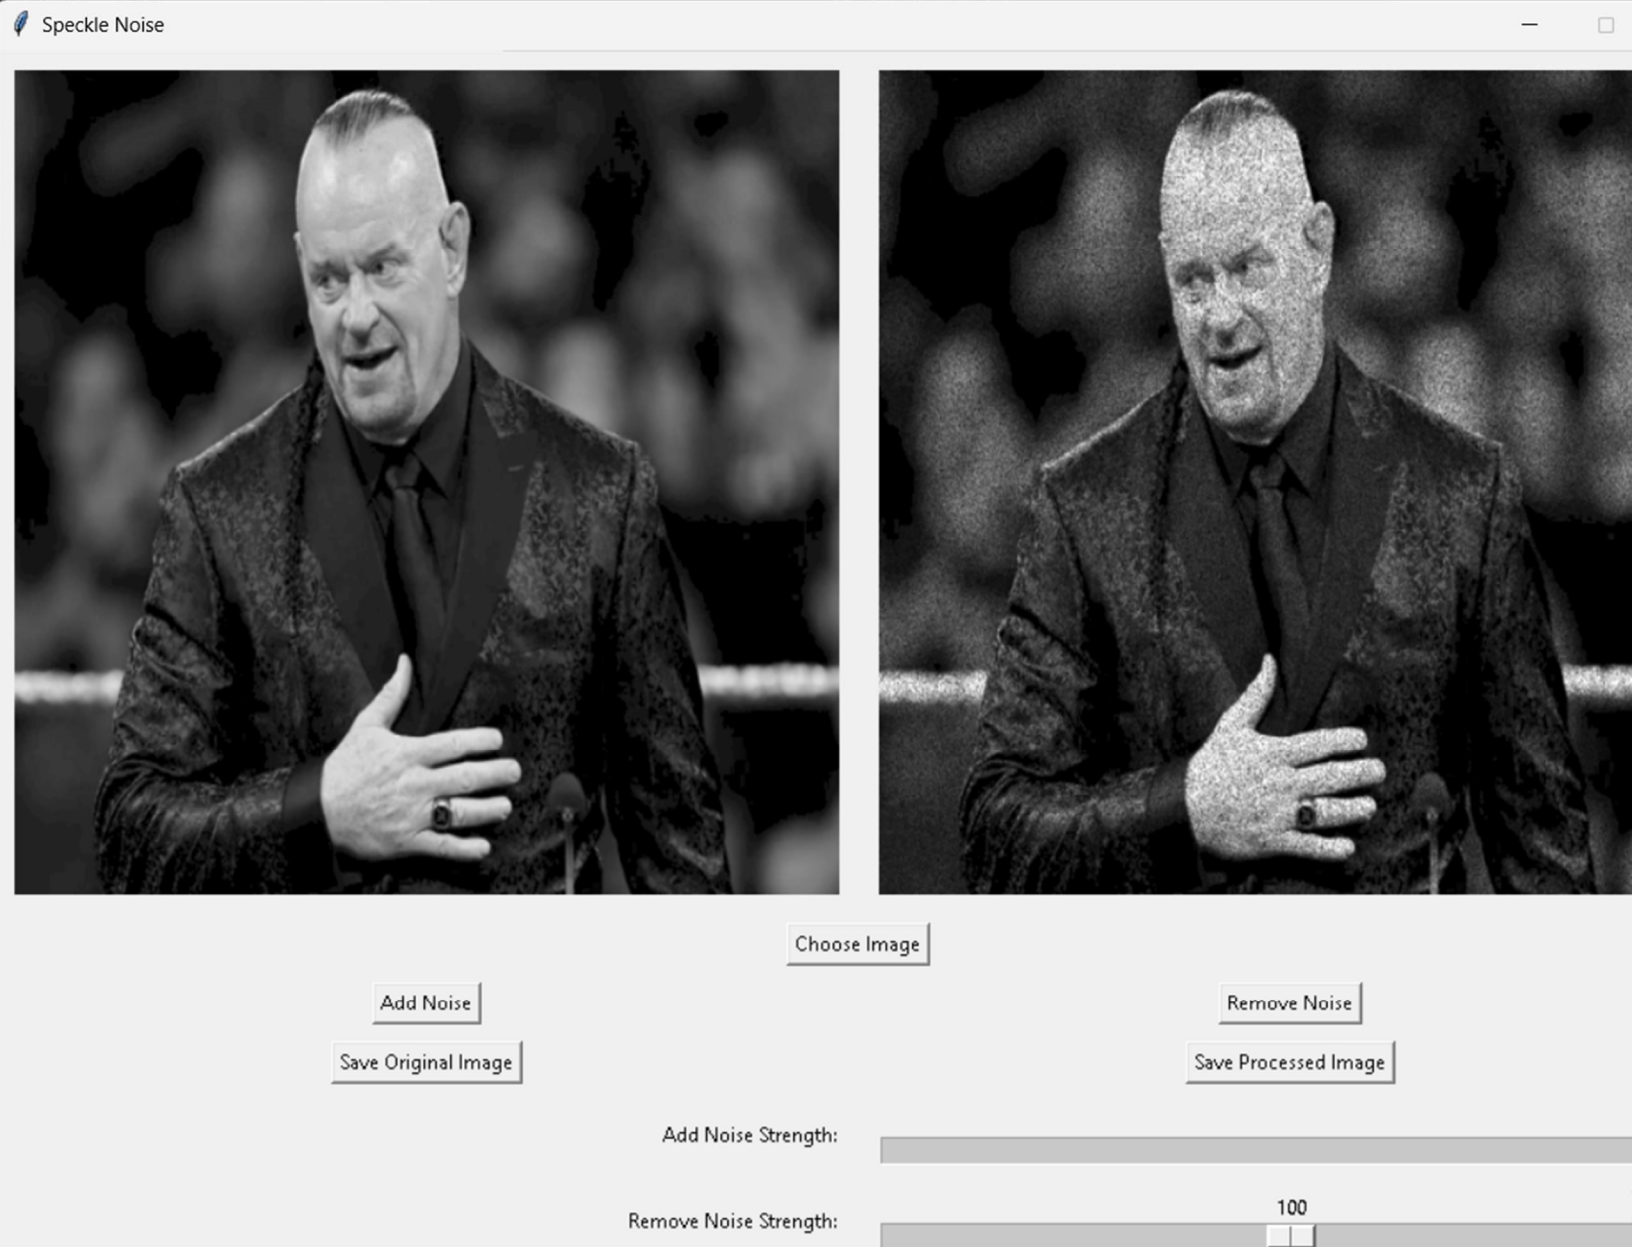 Speckle Noise
Choose Image
Add Noise
Remove Noise
Save Original Image
Save Processed Image
Add Noise Strength:
100
Remove Noise Strength: